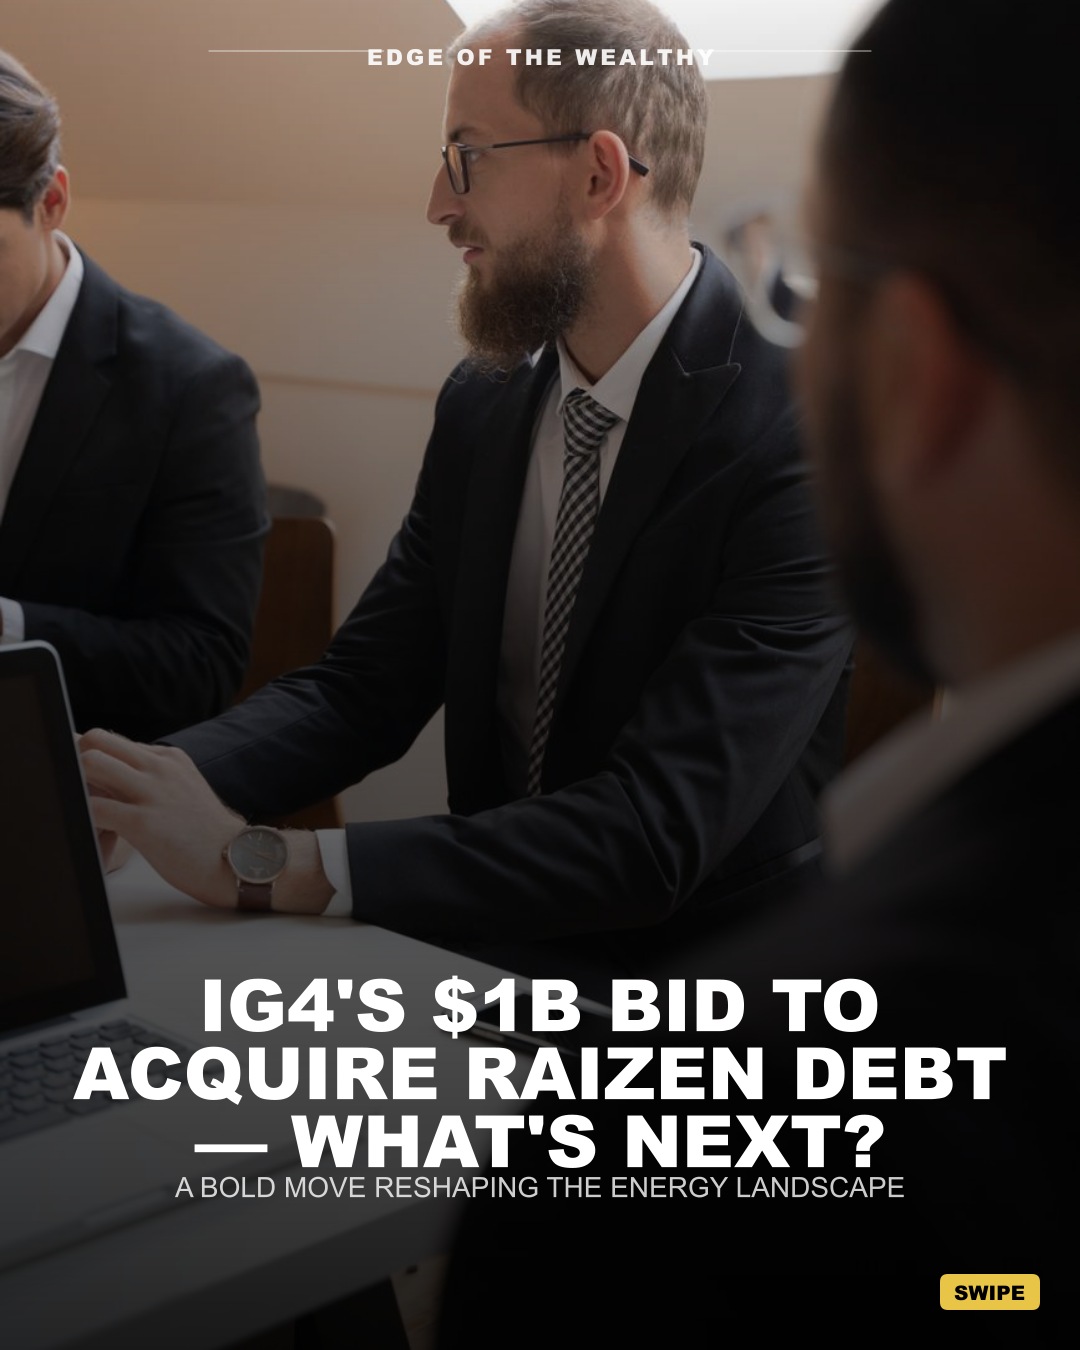 EDGE OF THE WEALTHY
IG4'S $1B BID TO
ACQUIRE RAIZEN DEBT
— WHAT'S NEXT?
A BOLD MOVE RESHAPING THE ENERGY LANDSCAPE
SWIPE